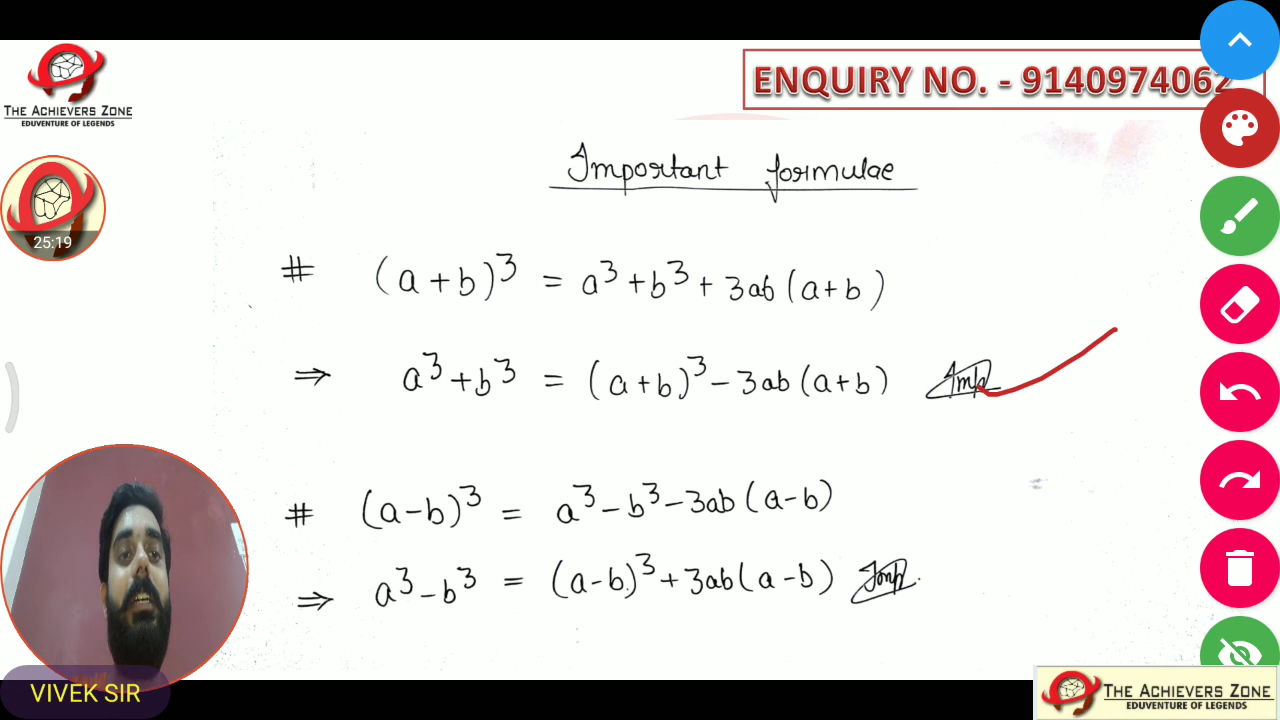 THE ACHIEVERS ZONE
EDUVENTURE OF LEGENDS
ENQUIRY NO. - 9140974062
25:19
Important formulae
# (a+b)³ = a³+b³+3ab(a+b)
⇒ a³+b³ = (a+b)³-3ab(a+b) Imp
# (a-b)³ = a³-b³-3ab(a-b)
⇒ a³-b³ = (a-b)³+3ab(a-b) Imp.
VIVEK SIR
THE ACHIEVERS ZONE
EDUVENTURE OF LEGENDS